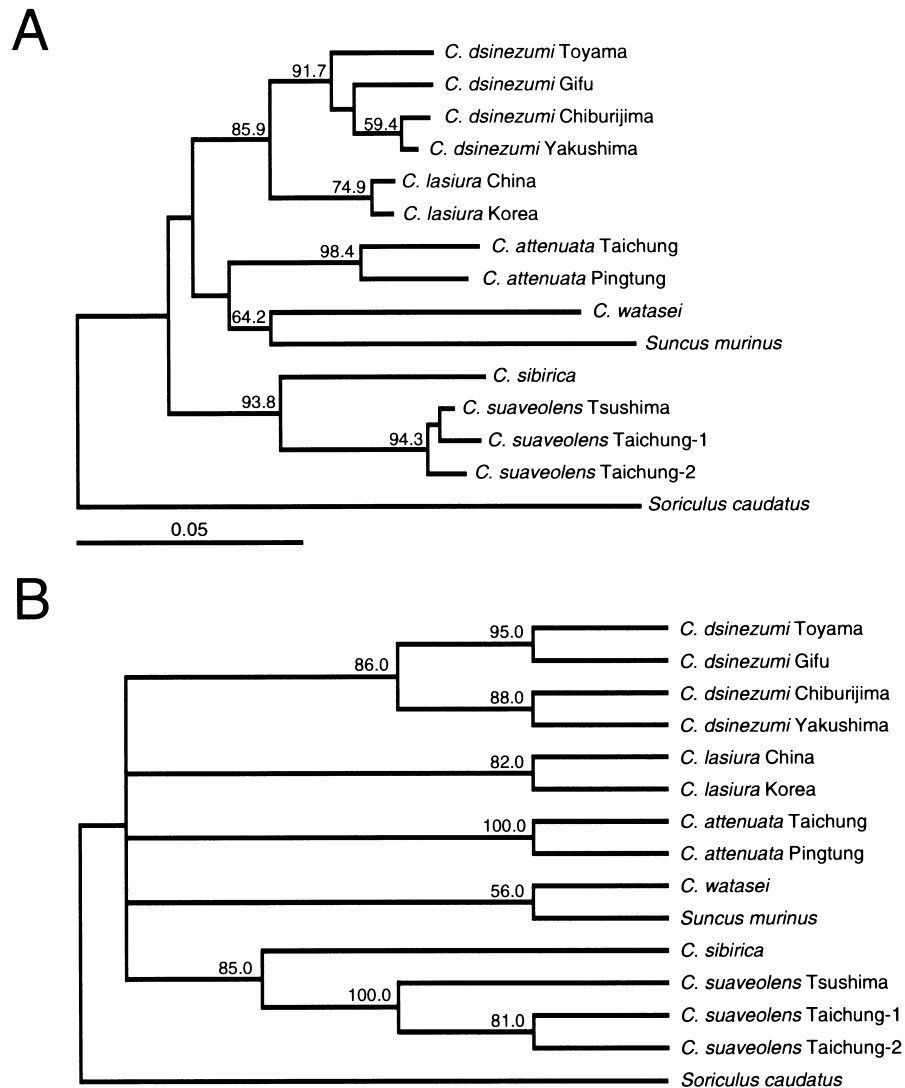 A
C. dsinezumi Toyama
91.7
C. dsinezumi Gifu
C. dsinezumi Chiburijima
59.4
85.9
C. dsinezumi Yakushima
C. lasiura China
74.9
C. lasiura Korea
C. attenuata Taichung
98.4
C. attenuata Pingtung
C. watasei
64.2
Suncus murinus
C. sibirica
93.8
C. suaveolens Tsushima
C. suaveolens Taichung-1
94.3
C. suaveolens Taichung-2
Soriculus caudatus
0.05
B
C. dsinezumi Toyama
95.0
C. dsinezumi Gifu
86.0
C. dsinezumi Chiburijima
88.0
C. dsinezumi Yakushima
C. lasiura China
82.0
C. lasiura Korea
C. attenuata Taichung
100.0
C. attenuata Pingtung
C. watasei
56.0
Suncus murinus
C. sibirica
85.0
C. suaveolens Tsushima
100.0
C. suaveolens Taichung-1
81.0
C. suaveolens Taichung-2
Soriculus caudatus